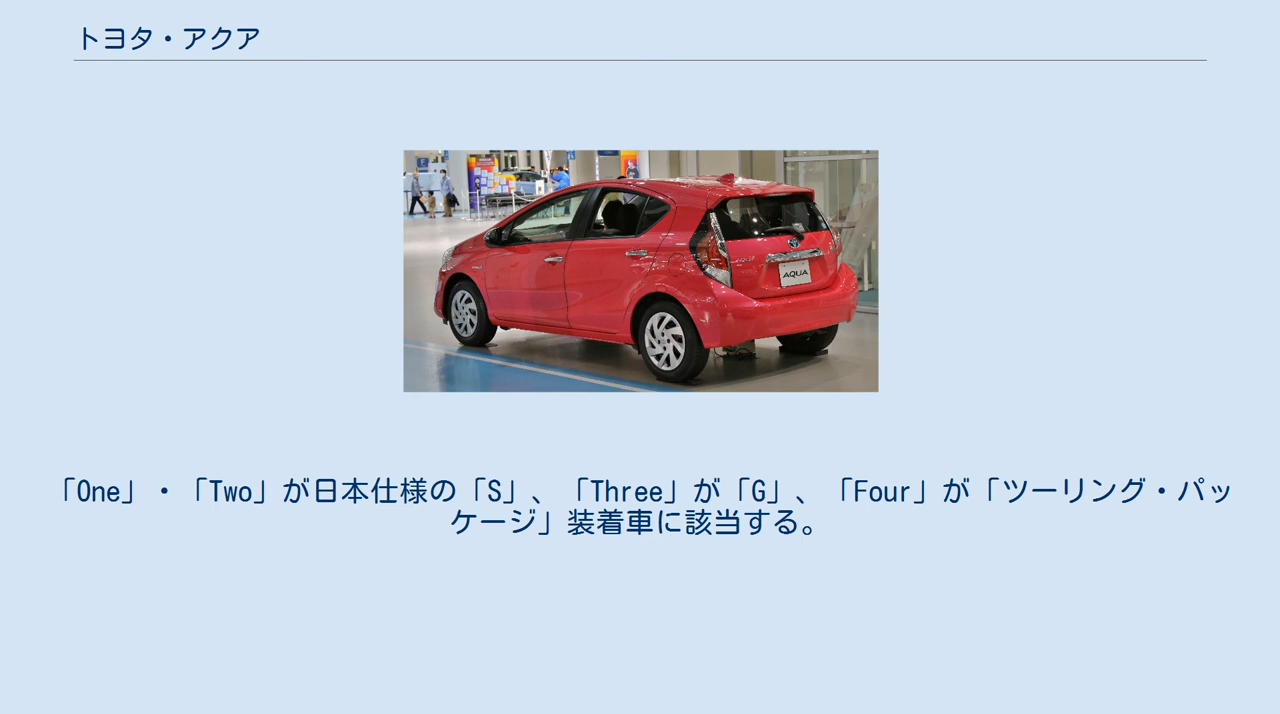 トヨタ・アクア
AQUA
「One」・「Two」が日本仕様の「S」、「Three」が「G」、「Four」が「ツーリング・パッ
ケージ」装着車に該当する。